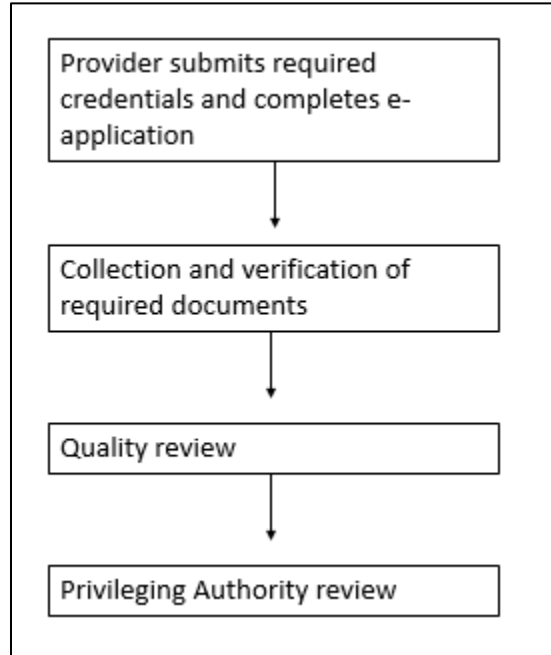 Provider submits required
credentials and completes e-
application
Collection and verification of
required documents
Quality review
Privileging Authority review